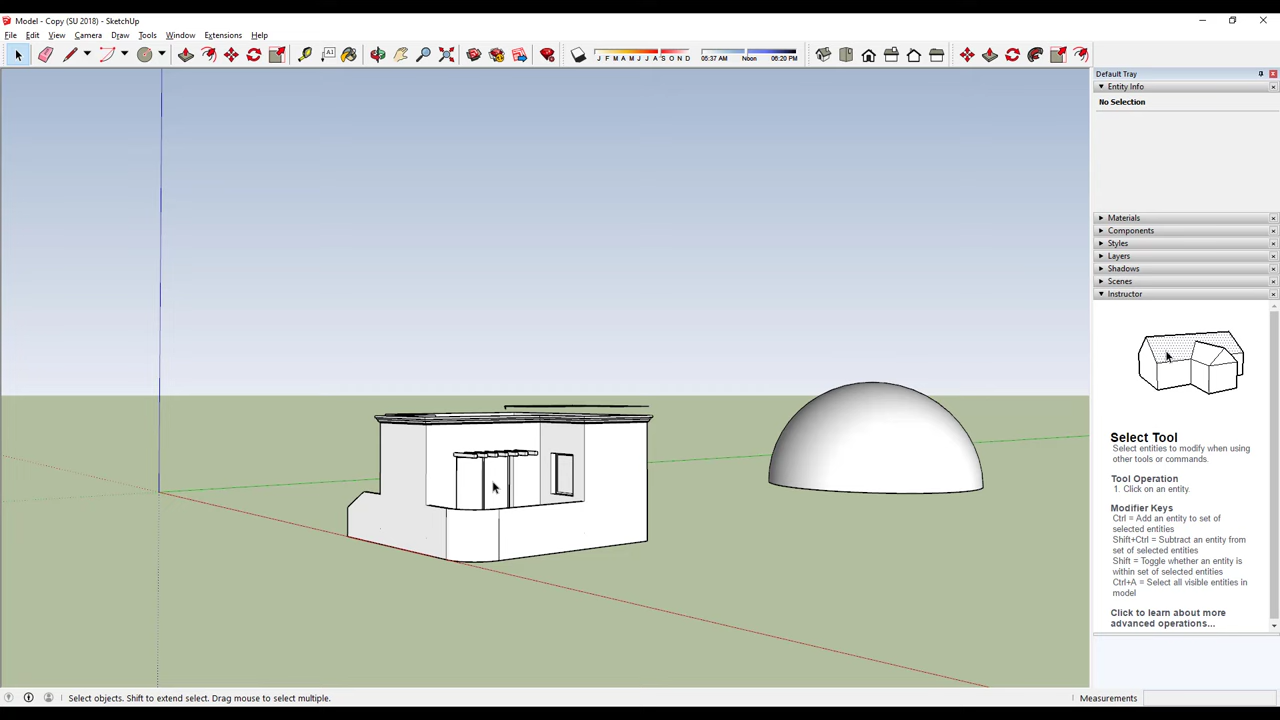 Model - Copy (SU 2018) - SketchUp
File Edit View Camera Draw Tools Window Extensions Help
J F M A M J J A S O N D
05:37 AM Noon 06:20 PM
Default Tray
Entity Info
No Selection
Materials
Components
Styles
Layers
Shadows
Scenes
Instructor
Select Tool
Select entities to modify when using
other tools or commands.
Tool Operation
1. Click on an entity.
Modifier Keys
Ctrl = Add an entity to set of
selected entities
Shift+Ctrl = Subtract an entity from
set of selected entities
Shift = Toggle whether an entity is
within set of selected entities
Ctrl+A = Select all visible entities in
model
Click to learn about more
advanced operations...
Select objects. Shift to extend select. Drag mouse to select multiple.
Measurements